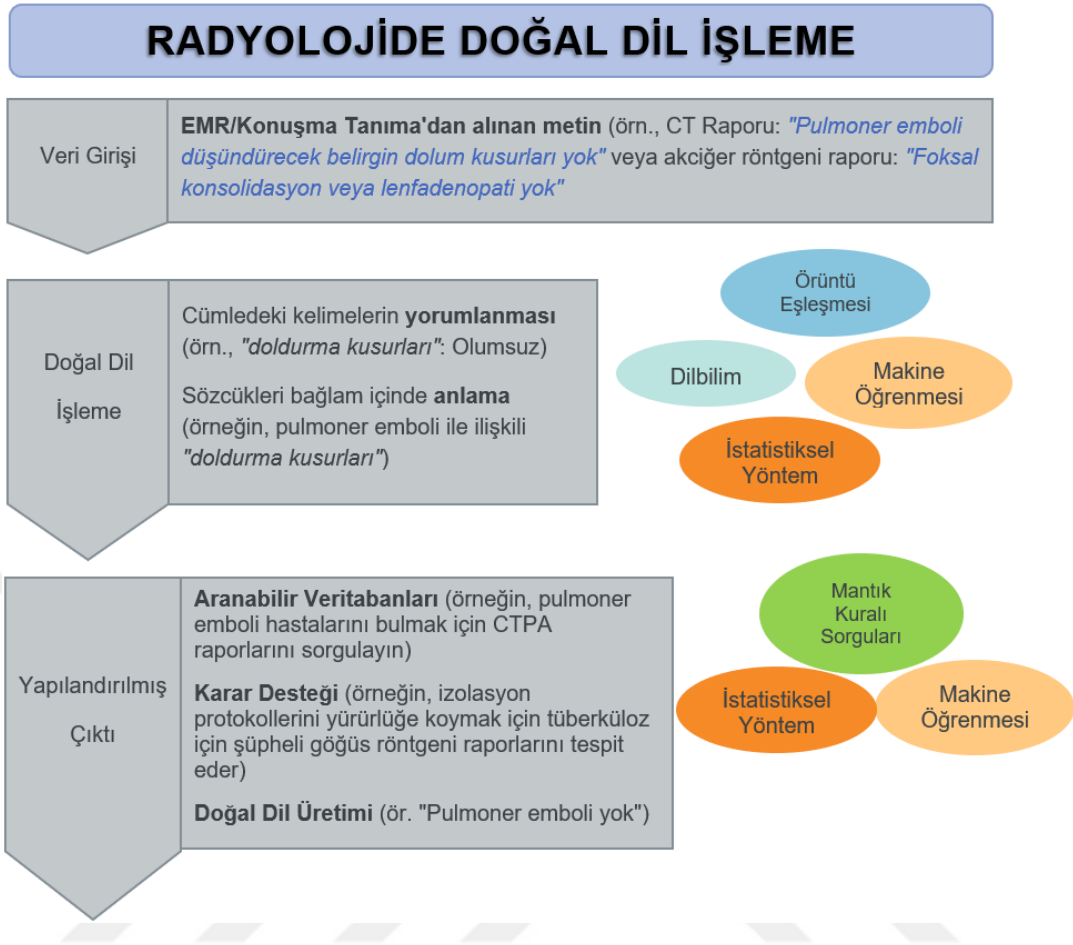 RADYOLOJİDE DOĞAL DİL İŞLEME
Veri Girişi
EMR/Konuşma Tanıma'dan alınan metin (örn., CT Raporu: "Pulmoner emboli
düşündürecek belirgin dolum kusurları yok" veya akciğer röntgeni raporu: "Foksal
konsolidasyon veya lenfadenopati yok"
Doğal Dil
İşleme
Cümledeki kelimelerin yorumlanması
(örn., "doldurma kusurları": Olumsuz)
Sözcükleri bağlam içinde anlama
(örneğin, pulmoner emboli ile ilişkili
"doldurma kusurları")
Örüntü
Eşleşmesi
Dilbilim
Makine
Öğrenmesi
İstatistiksel
Yöntem
Yapılandırılmış
Çıktı
Aranabilir Veritabanları (örneğin, pulmoner
emboli hastalarını bulmak için CTPA
raporlarını sorgulayın)
Karar Desteği (örneğin, izolasyon
protokollerini yürürlüğe koymak için tüberküloz
için şüpheli göğüs röntgeni raporlarını tespit
eder)
Doğal Dil Üretimi (ör. "Pulmoner emboli yok")
Mantık
Kuralı
Sorguları
İstatistiksel
Yöntem
Makine
Öğrenmesi